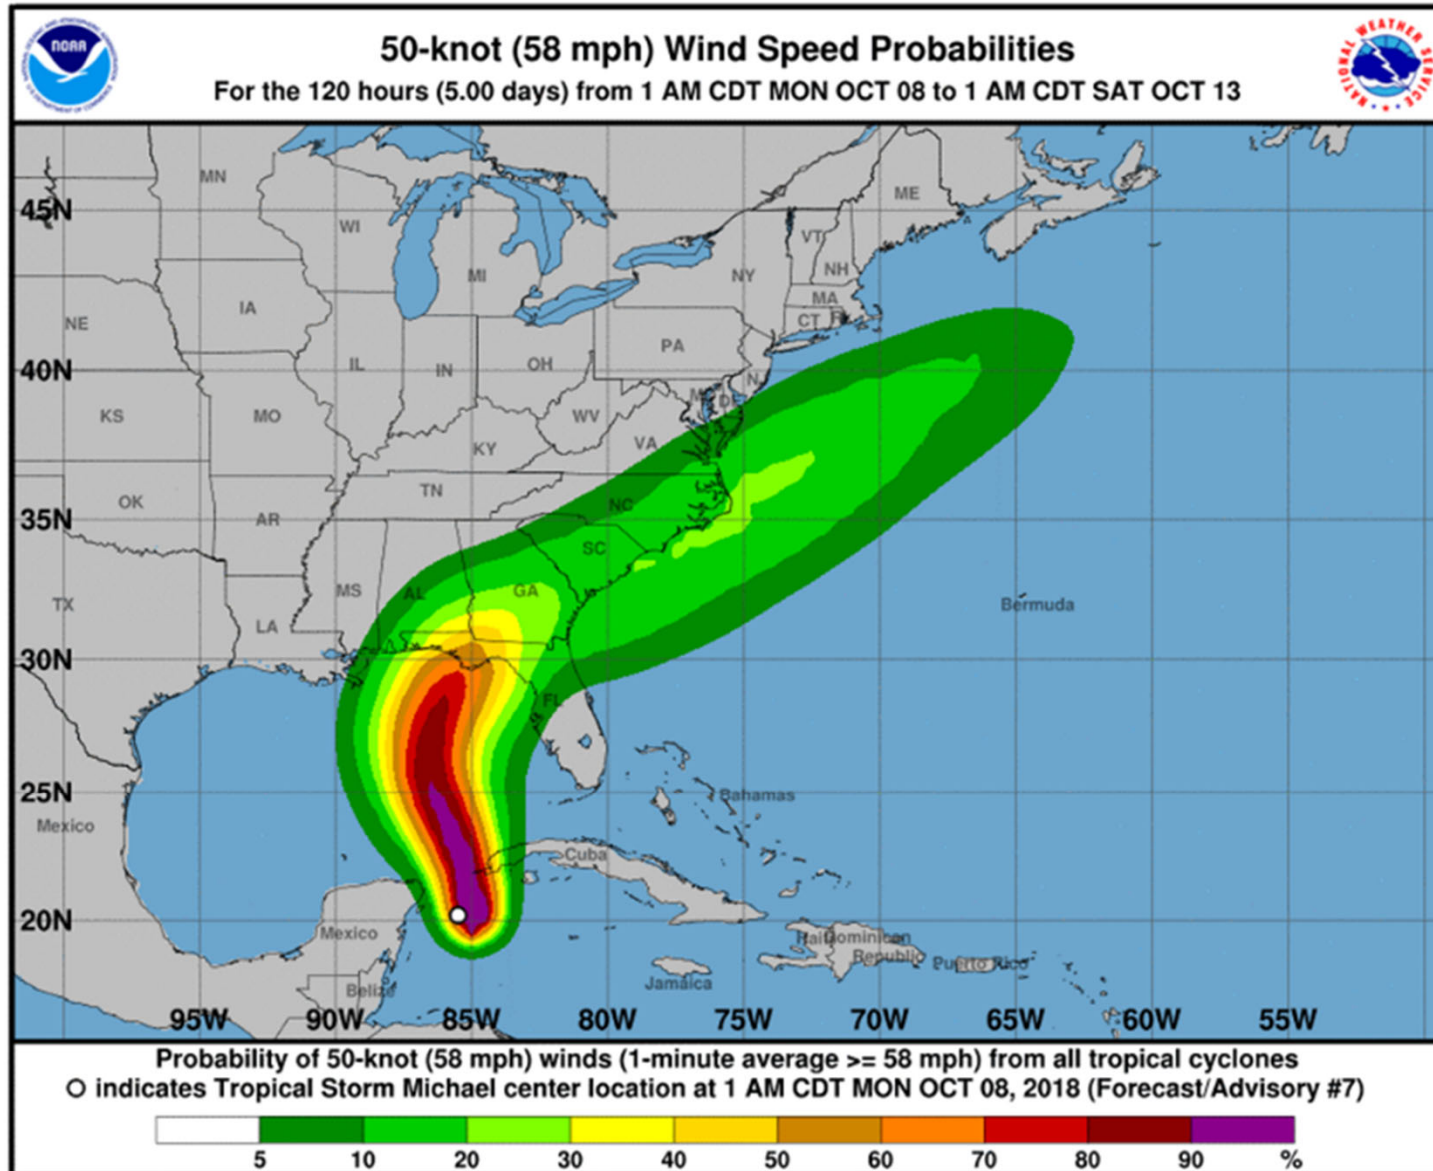 NOAA
50-knot (58 mph) Wind Speed Probabilities
NATIONAL WEATHER SERVICE
For the 120 hours (5.00 days) from 1 AM CDT MON OCT 08 to 1 AM CDT SAT OCT 13
MN
ME
45N
WI
VT
MI
NH
NY
MA
IA
CT
NE
PA
40N
IL
IN
OH
KS
MO
WV
VA
KY
TN
OK
NC
35N
AR
SC
MS
AL
GA
TX
Bermuda
LA
30N
FL
25N
Bahamas
Mexico
Cuba
20N
Mexico
Dominican
Republic
Puerto Rico
Jamaica
Belize
95W 90W 85W 80W 75W 70W 65W 60W 55W
Probability of 50-knot (58 mph) winds (1-minute average >= 58 mph) from all tropical cyclones
O indicates Tropical Storm Michael center location at 1 AM CDT MON OCT 08, 2018 (Forecast/Advisory #7)
5 10 20 30 40 50 60 70 80 90 %